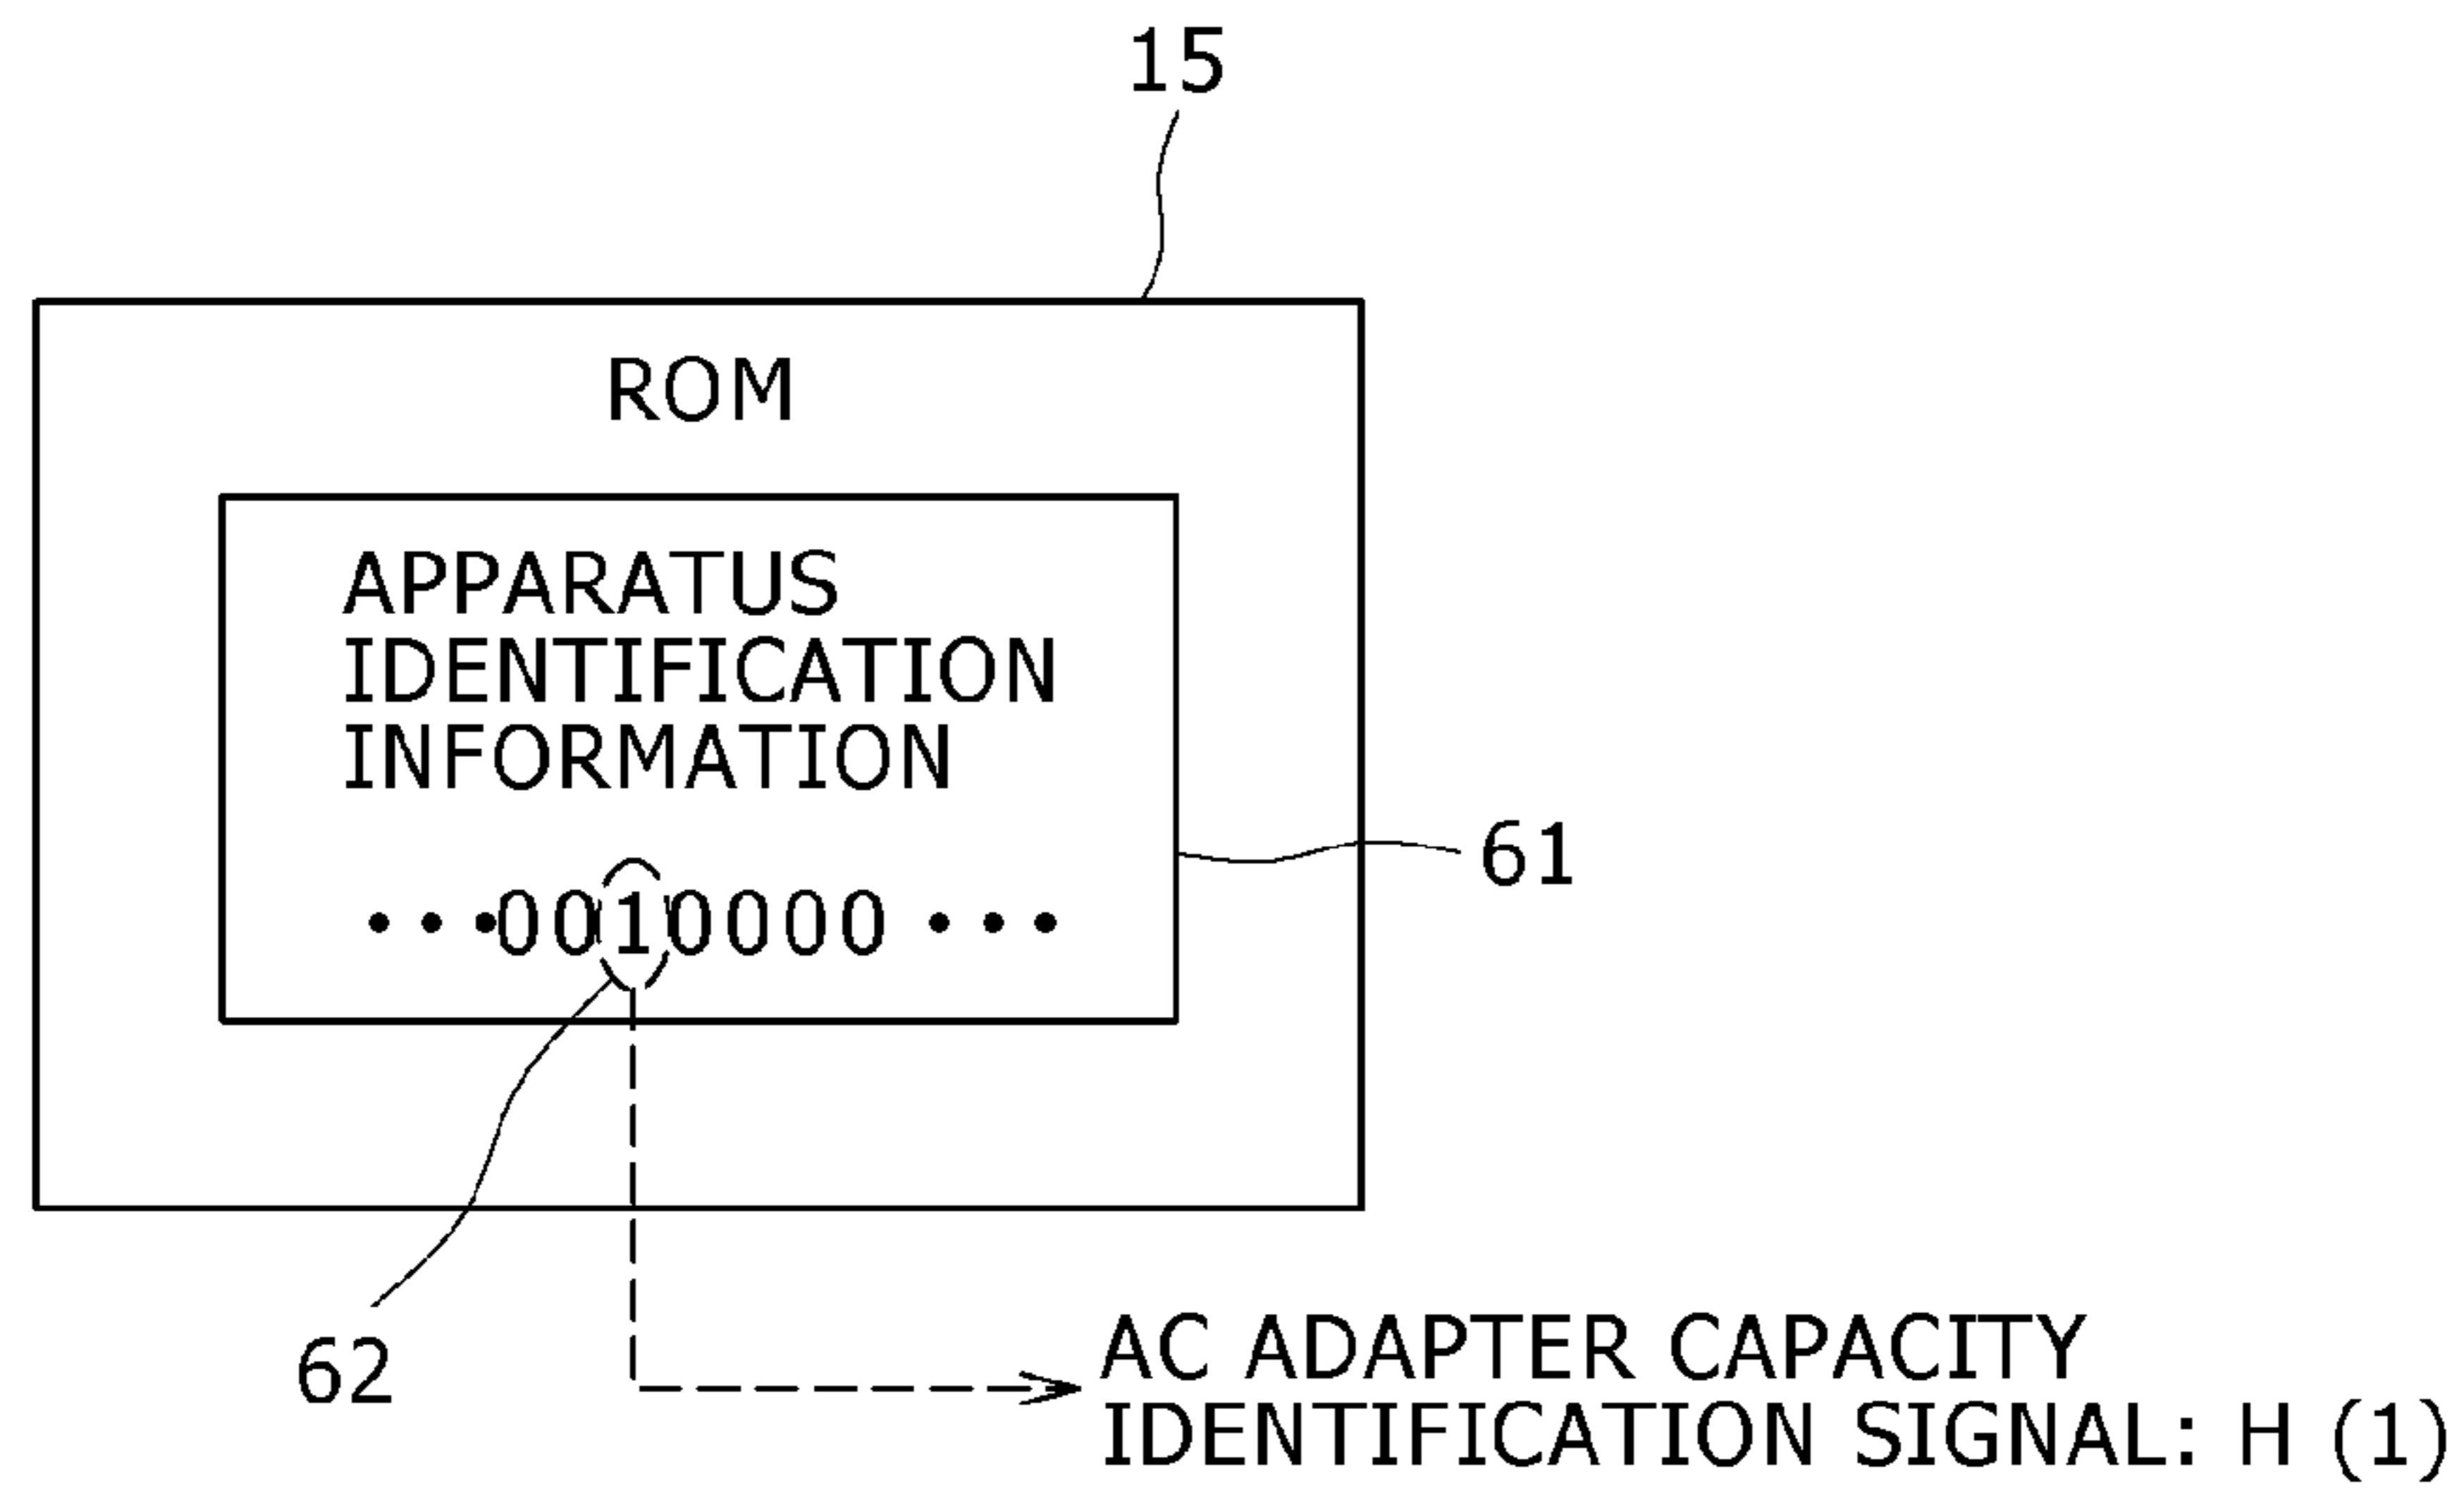 15
ROM
APPARATUS
IDENTIFICATION
INFORMATION
61
•••0010000•••
62
AC ADAPTER CAPACITY
IDENTIFICATION SIGNAL: H (1)